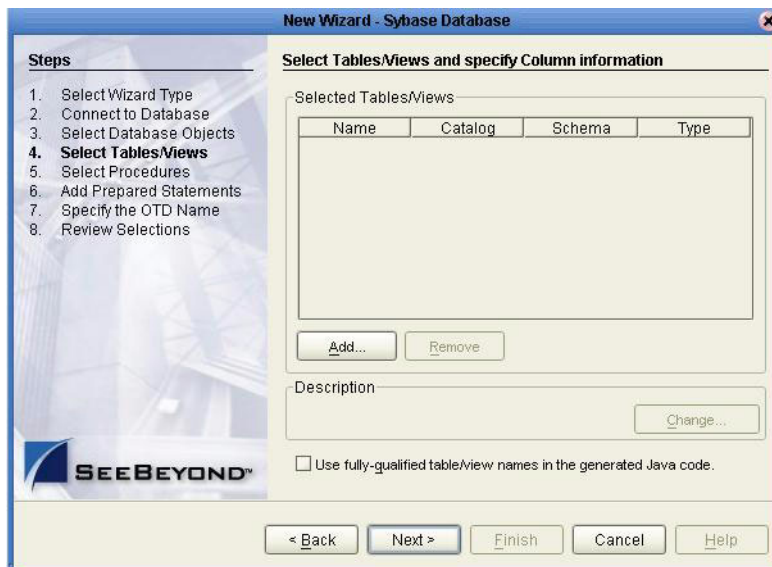 New Wizard - Sybase Database
Steps
1. Select Wizard Type
2. Connect to Database
3. Select Database Objects
4. Select Tables/Views
5. Select Procedures
6. Add Prepared Statements
7. Specify the OTD Name
8. Review Selections
SEEBEYOND™
Select Tables/Views and specify Column information
Selected Tables/Views
Name Catalog Schema Type
Add... Remove
Description
Change...
Use fully-qualified table/view names in the generated Java code.
< Back Next > Finish Cancel Help